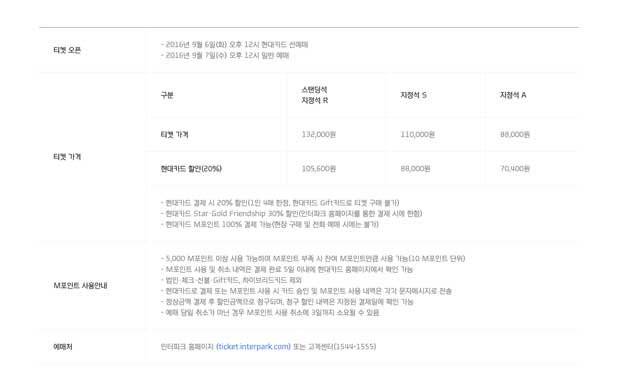 티켓 오픈
- 2016년 9월 6일(화) 오후 12시 현대카드 선예매
- 2016년 9월 7일(수) 오후 12시 일반 예매
티켓 가격
구분
스탠딩석
지정석 R
지정석 S
지정석 A
티켓 가격
132,000원
110,000원
88,000원
현대카드 할인(20%)
105,600원
88,000원
70,400원
- 현대카드 결제 시 20% 할인(1인 4매 한정, 현대카드 Gift카드로 티켓 구매 불가)
- 현대카드 Star·Gold Friendship 30% 할인(인터파크 홈페이지를 통한 결제 시에 한함)
- 현대카드 M포인트 100% 결제 가능(현장 구매 및 전화 예매 시에는 불가)
M포인트 사용안내
- 5,000 M포인트 이상 사용 가능하며 M포인트 부족 시 잔여 M포인트만큼 사용 가능(10 M포인트 단위)
- M포인트 사용 및 취소 내역은 결제 완료 5일 이내에 현대카드 홈페이지에서 확인 가능
- 법인·체크·선불·Gift카드, 하이브리드카드 제외
- 현대카드로 결제 또는 M포인트 사용 시 카드 승인 및 M포인트 사용 내역은 각각 문자메시지로 전송
- 정상금액 결제 후 할인금액으로 청구되며, 청구 할인 내역은 지정된 결제일에 확인 가능
- 예매 당일 취소가 아닌 경우 M포인트 사용 취소에 3일까지 소요될 수 있음
예매처
인터파크 홈페이지 (ticket.interpark.com) 또는 고객센터(1544-1555)